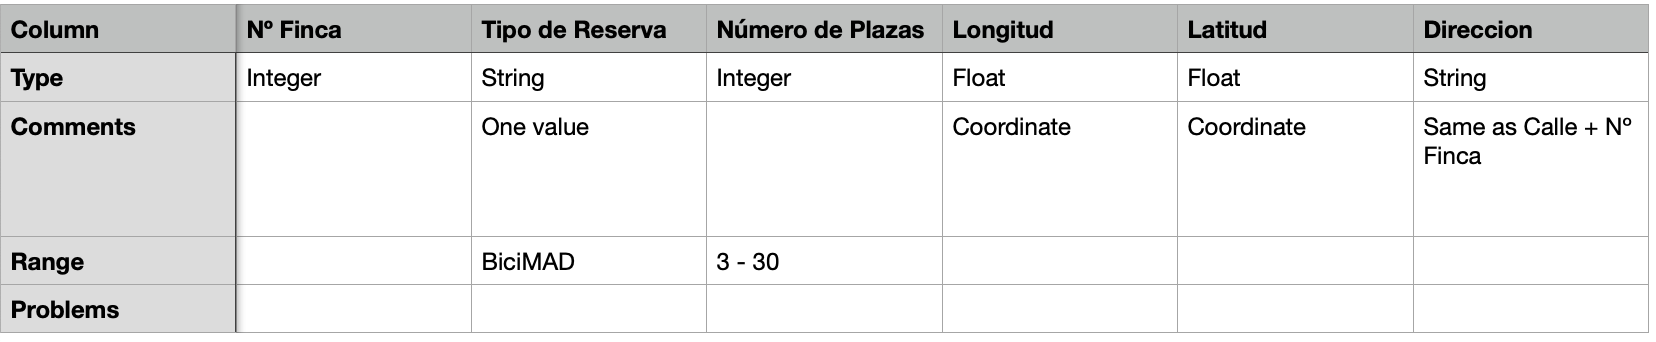 Column Nº Finca Tipo de Reserva Número de Plazas Longitud Latitud Direccion
Type Integer String Integer Float Float String
Comments One value Coordinate Coordinate Same as Calle + Nº
Finca
Range BiciMAD 3 - 30
Problems